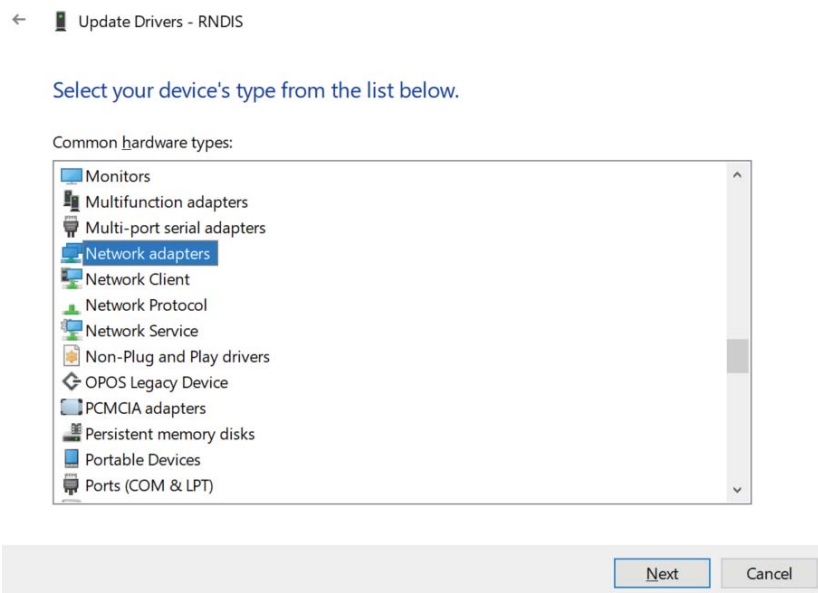 Update Drivers - RNDIS
Select your device's type from the list below.
Common hardware types:
Monitors
Multifunction adapters
Multi-port serial adapters
Network adapters
Network Client
Network Protocol
Network Service
Non-Plug and Play drivers
OPOS Legacy Device
PCMCIA adapters
Persistent memory disks
Portable Devices
Ports (COM & LPT)
Next Cancel